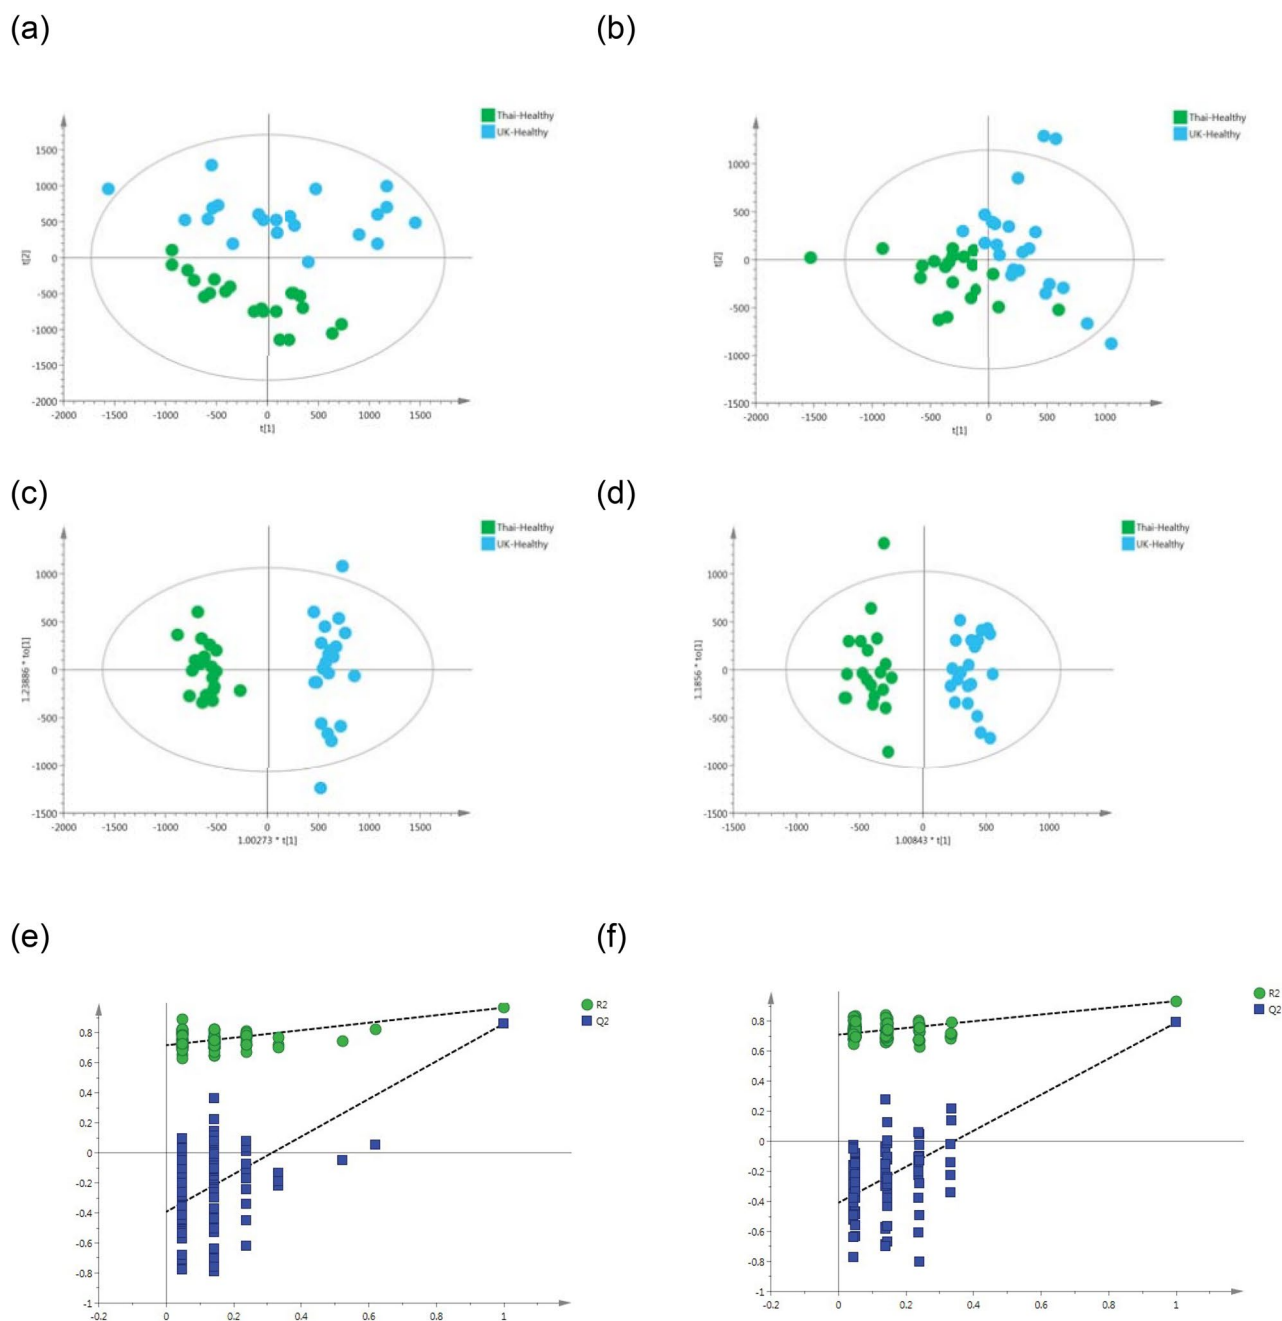 (a)
(b)
Thai-Healthy
UK-Healthy
1500
1000
500
0
-500
-1000
-1500
-2000
t[2]
-2000 -1500 -1000 -500 0 500 1000 1500
t[1]
Thai-Healthy
UK-Healthy
1000
500
0
-500
-1000
-1500
t[2]
-2000 -1500 -1000 -500 0 500 1000
t[1]
(c)
(d)
Thai-Healthy
UK-Healthy
1000
500
0
-500
-1000
-1500
1.23886 * to[1]
-2000 -1500 -1000 -500 0 500 1000 1500
1.00273 * t[1]
Thai-Healthy
UK-Healthy
1000
500
0
-500
-1000
-1500
1.1856 * to[1]
-1500 -1000 -500 0 500 1000
1.00843 * t[1]
(e)
(f)
R2
Q2
0.8
0.6
0.4
0.2
0
-0.2
-0.4
-0.6
-0.8
-1
-0.2 0 0.2 0.4 0.6 0.8 1
R2
Q2
0.8
0.6
0.4
0.2
0
-0.2
-0.4
-0.6
-0.8
-1
-0.2 0 0.2 0.4 0.6 0.8 1